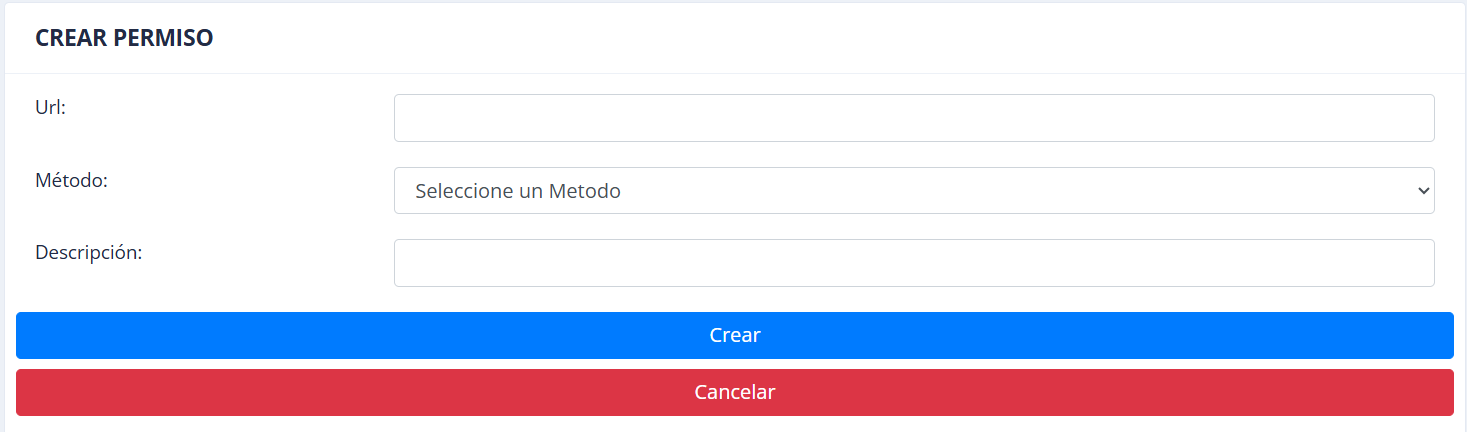 CREAR PERMISO
Url:
Método:
Seleccione un Metodo
Descripción:
Crear
Cancelar